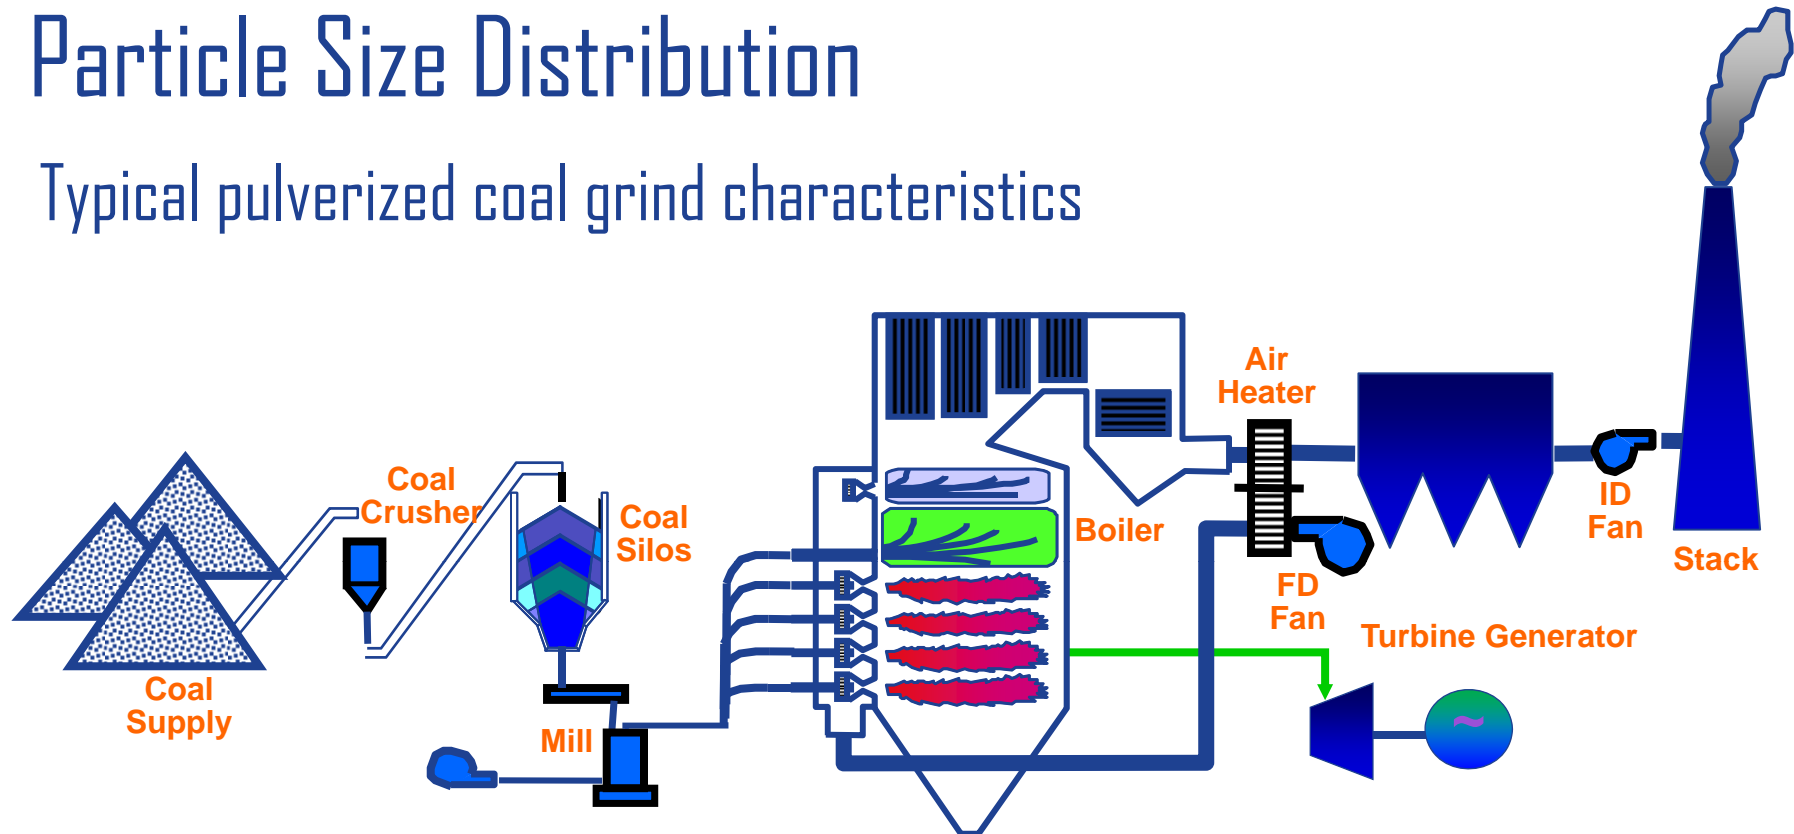 Particle Size Distribution
Typical pulverized coal grind characteristics
Air
Heater
Coal
Crusher
Coal
Silos
ID
Fan
Boiler
Stack
FD
Fan
Turbine Generator
Coal
Supply
Mill
~